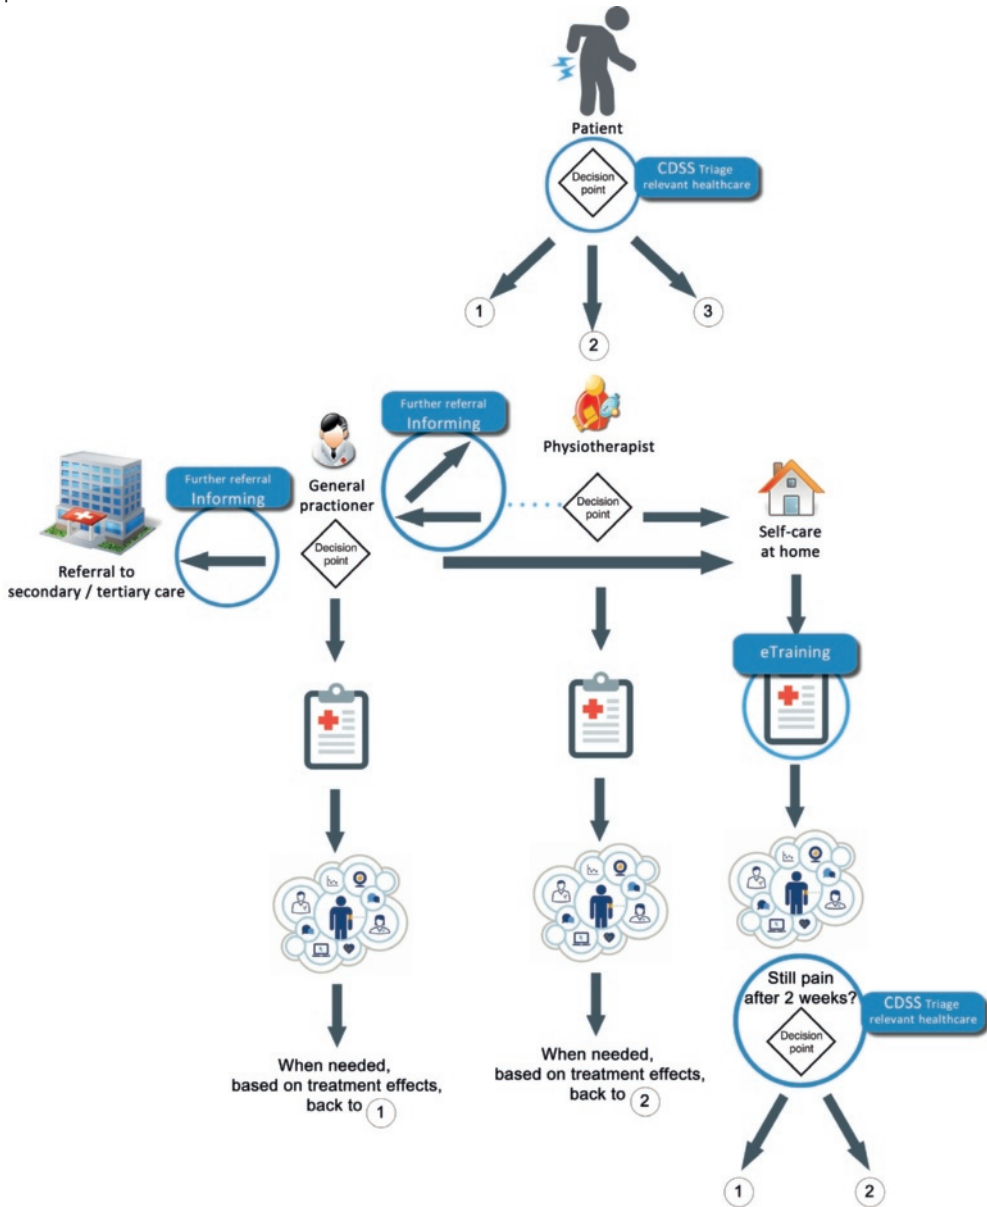 Patient
Decision
point
CDSS Triage
relevant healthcare
1
2
3
Further referral
Informing
Physiotherapist
Further referral
Informing
General
practioner
Decision
point
Decision
point
Self-care
at home
Referral to
secondary / tertiary care
eTraining
Still pain
after 2 weeks?
Decision
point
CDSS Triage
relevant healthcare
When needed,
based on treatment effects,
back to 1
When needed,
based on treatment effects,
back to 2
1
2